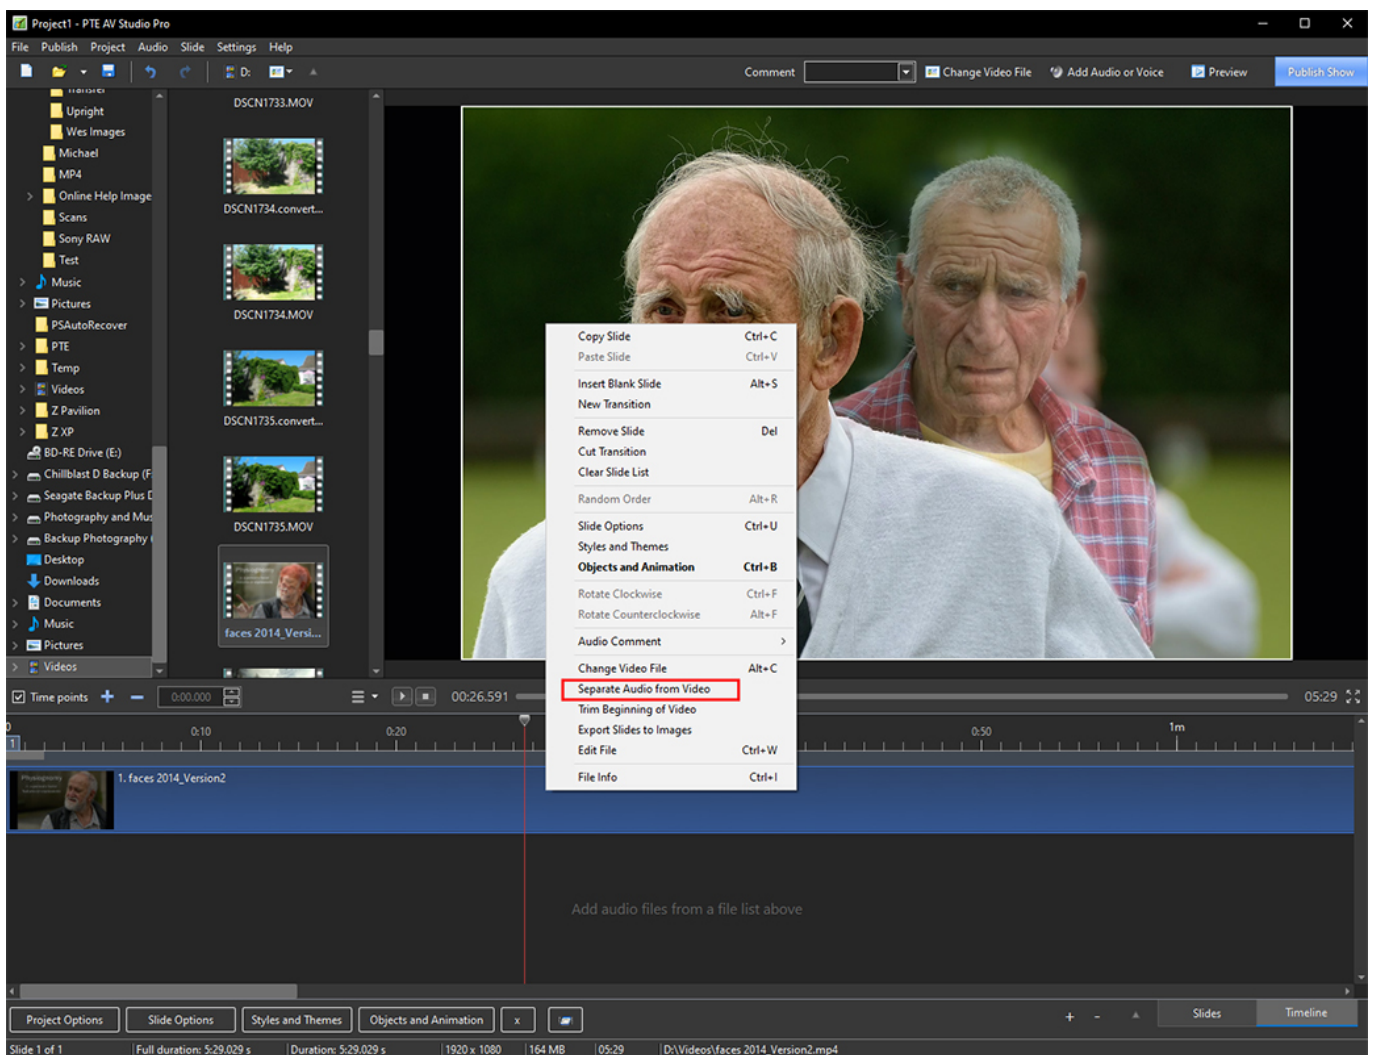 Project1 - PTE AV Studio Pro
File Publish Project Audio Slide Settings Help
D: Comment Change Video File Add Audio or Voice Preview Publish Show
Transfer
Upright
Wes Images
Michael
MP4
Online Help Image
Scans
Sony RAW
Test
Music
Pictures
PSAutoRecover
PTE
Temp
Videos
Z Pavilion
Z XP
BD-RE Drive (E:)
Chillblast D Backup (F:
Seagate Backup Plus D
Photography and Mus
Backup Photography
Desktop
Downloads
Documents
Music
Pictures
Videos
DSCN1733.MOV
DSCN1734.convert...
DSCN1734.MOV
DSCN1735.convert...
DSCN1735.MOV
Physiognomy
faces 2014_Versi...
Copy Slide Ctrl+C
Paste Slide Ctrl+V
Insert Blank Slide Alt+S
New Transition
Remove Slide Del
Cut Transition
Clear Slide List
Random Order Alt+R
Slide Options Ctrl+U
Styles and Themes
Objects and Animation Ctrl+B
Rotate Clockwise Ctrl+F
Rotate Counterclockwise Alt+F
Audio Comment
Change Video File Alt+C
Separate Audio from Video
Trim Beginning of Video
Export Slides to Images
Edit File Ctrl+W
File Info Ctrl+I
Time points 0:00.000 00:26.591 05:29
0 0:10 0:20 0:50 1m
1
Physiognomy
1. faces 2014_Version2
Add audio files from a file list above
Project Options Slide Options Styles and Themes Objects and Animation x + - Slides Timeline
Slide 1 of 1 Full duration: 5:29.029 s Duration: 5:29.029 s 1920 x 1080 164 MB 05:29 D:\Videos\faces 2014_Version2.mp4